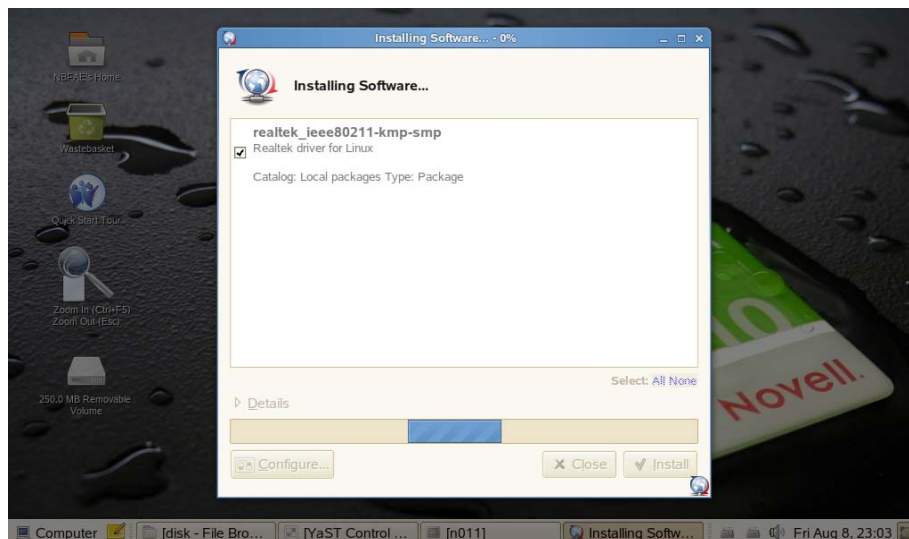 Installing Software... - 0%
Installing Software...
realtek_ieee80211-kmp-smp
Realtek driver for Linux
Catalog: Local packages Type: Package
Select: All None
Details
Configure...
Close
Install
NBFAE's Home
Wastebasket
Quick Start Tour
Zoom In (Ctrl+F5)
Zoom Out (Esc)
250.0 MB Removable
Volume
10
Novell.
Computer
[disk - File Bro...
[YaST Control ...
[n011]
Installing Softw...
Fri Aug 8, 23:03